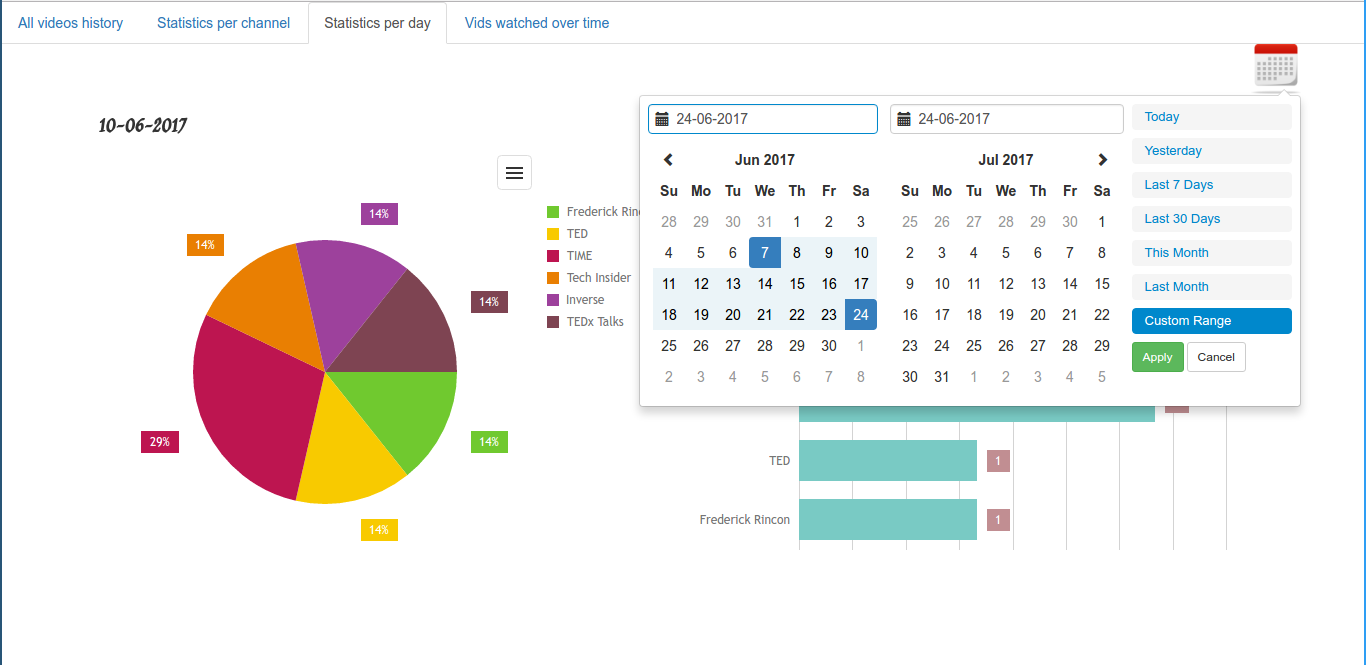 All videos history Statistics per channel Statistics per day Vids watched over time
10-06-2017
14%
14%
14%
29%
14%
14%
Frederick Rin
TED
TIME
Tech Insider
Inverse
TEDx Talks
24-06-2017 24-06-2017
Jun 2017
Su Mo Tu We Th Fr Sa
28 29 30 31 1 2 3
4 5 6 7 8 9 10
11 12 13 14 15 16 17
18 19 20 21 22 23 24
25 26 27 28 29 30 1
2 3 4 5 6 7 8
Jul 2017
Su Mo Tu We Th Fr Sa
25 26 27 28 29 30 1
2 3 4 5 6 7 8
9 10 11 12 13 14 15
16 17 18 19 20 21 22
23 24 25 26 27 28 29
30 31 1 2 3 4 5
Today
Yesterday
Last 7 Days
Last 30 Days
This Month
Last Month
Custom Range
Apply Cancel
TED 1
Frederick Rincon 1